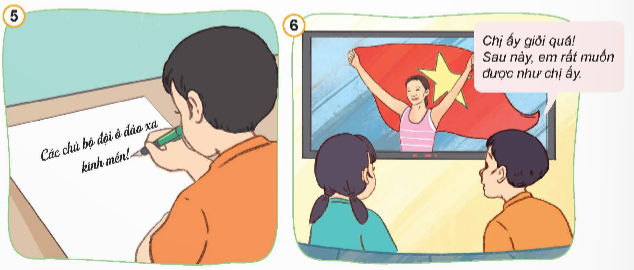 5
Các chú bộ đội ở đảo xa
kính mến!
6
Chị ấy giỏi quá!
Sau này, em rất muốn
được như chị ấy.